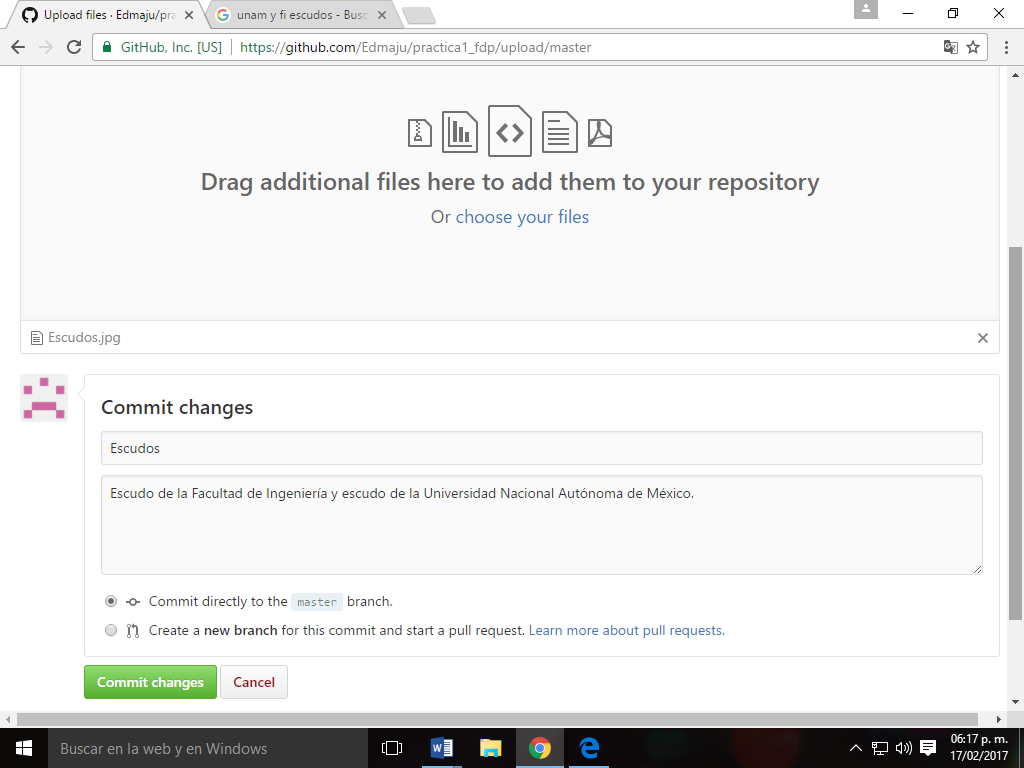 Upload files · Edmaju/pra
unam y fi escudos - Busc
GitHub, Inc. [US]
https://github.com/Edmaju/practica1_fdp/upload/master
Drag additional files here to add them to your repository
Or choose your files
Escudos.jpg
Commit changes
Escudos
Escudo de la Facultad de Ingeniería y escudo de la Universidad Nacional Autónoma de México.
Commit directly to the master branch.
Create a new branch for this commit and start a pull request. Learn more about pull requests.
Commit changes
Cancel
Buscar en la web y en Windows
06:17 p. m.
17/02/2017